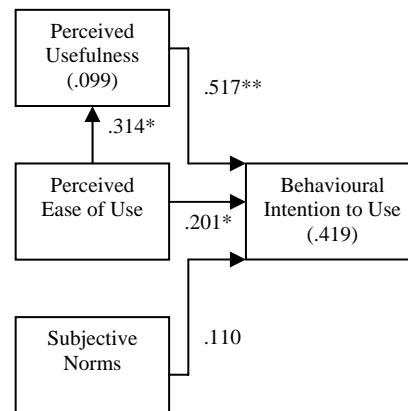 Perceived
Usefulness
(.099)
.517**
.314*
Perceived
Ease of Use
.201*
Behavioural
Intention to Use
(.419)
Subjective
Norms
.110